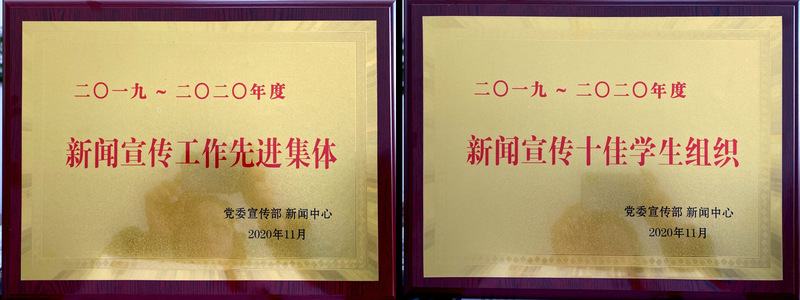 二〇一九~二〇二〇年度
新闻宣传工作先进集体
党委宣传部 新闻中心
2020年11月
二〇一九~二〇二〇年度
新闻宣传十佳学生组织
党委宣传部 新闻中心
2020年11月